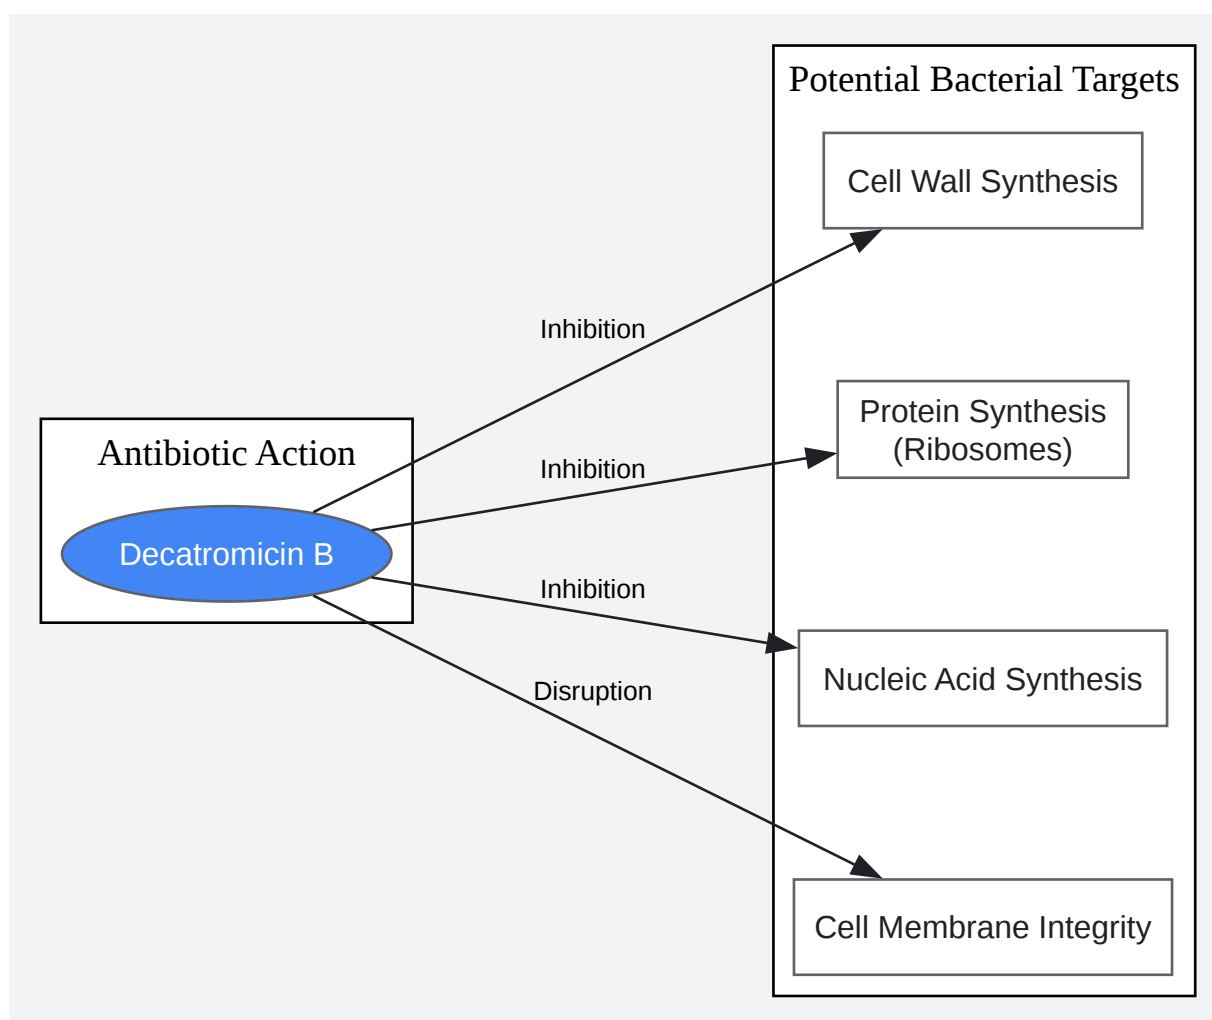 Potential Bacterial Targets
Cell Wall Synthesis
Inhibition
Protein Synthesis
(Ribosomes)
Antibiotic Action
Inhibition
Decatromicin B
Inhibition
Nucleic Acid Synthesis
Disruption
Cell Membrane Integrity